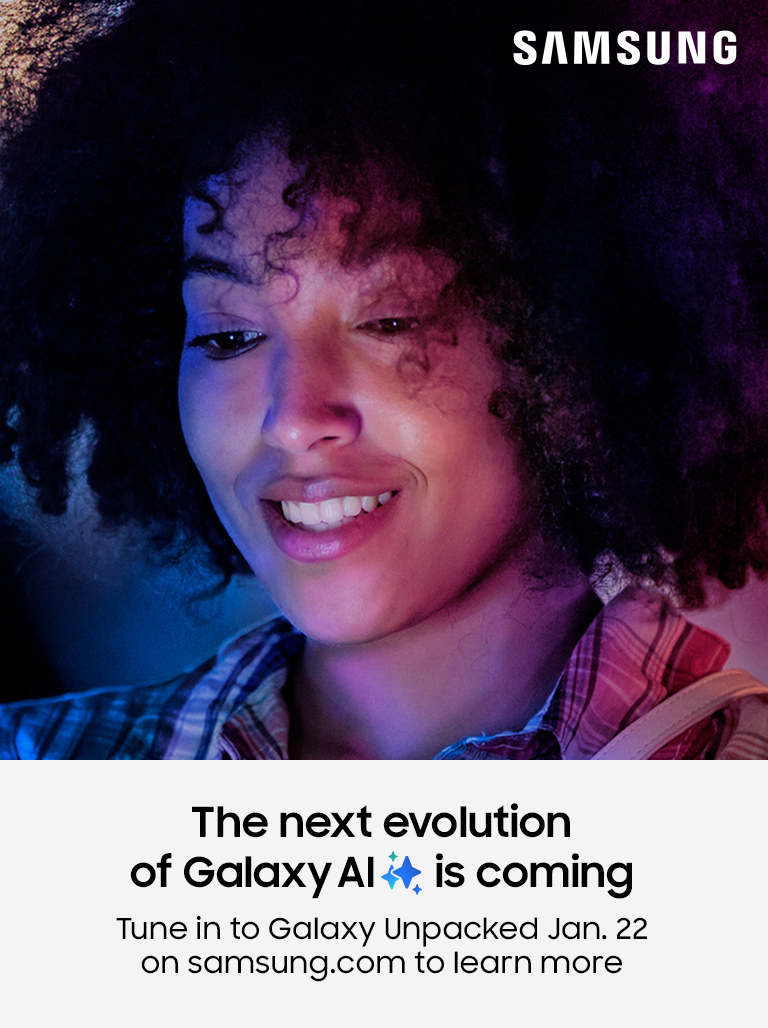 SAMSUNG
The next evolution
of Galaxy AI is coming
Tune in to Galaxy Unpacked Jan. 22
on samsung.com to learn more